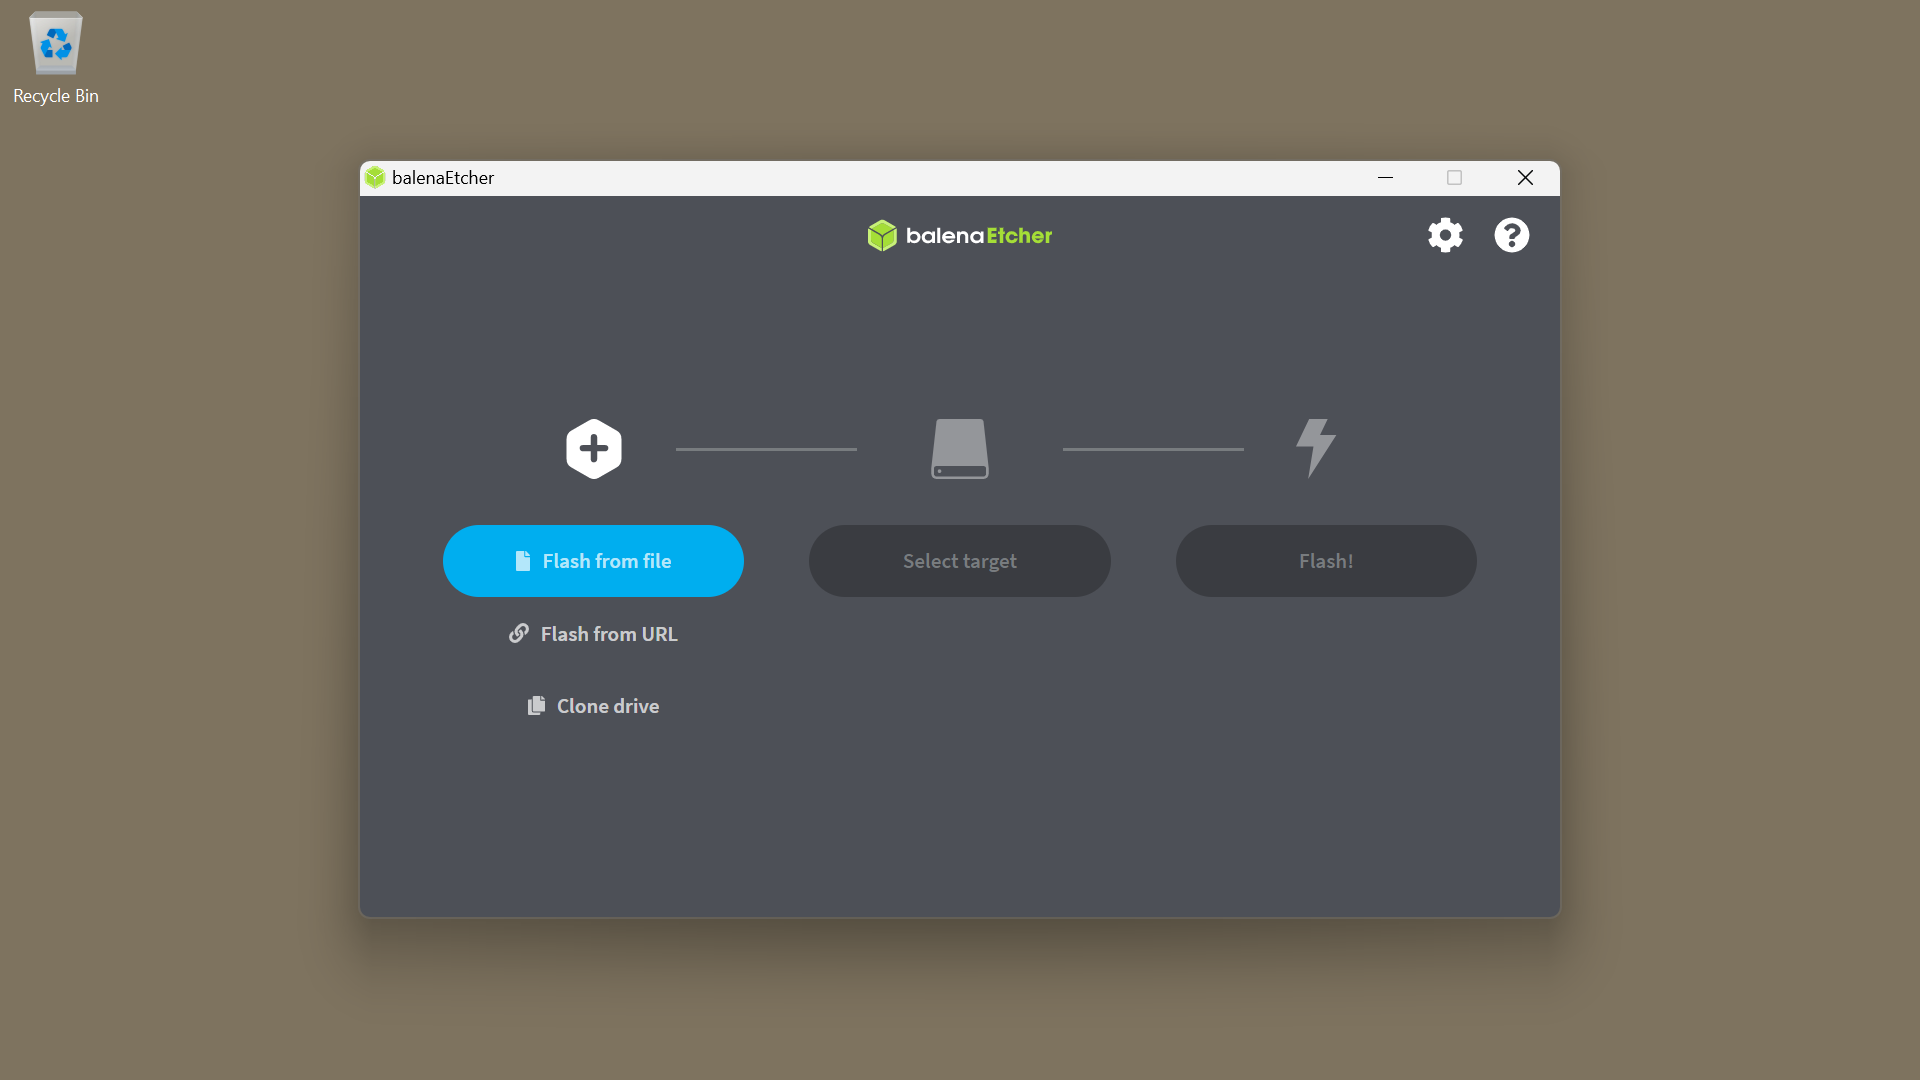 Recycle Bin
balenaEtcher
balenaEtcher
Flash from file
Select target
Flash!
Flash from URL
Clone drive